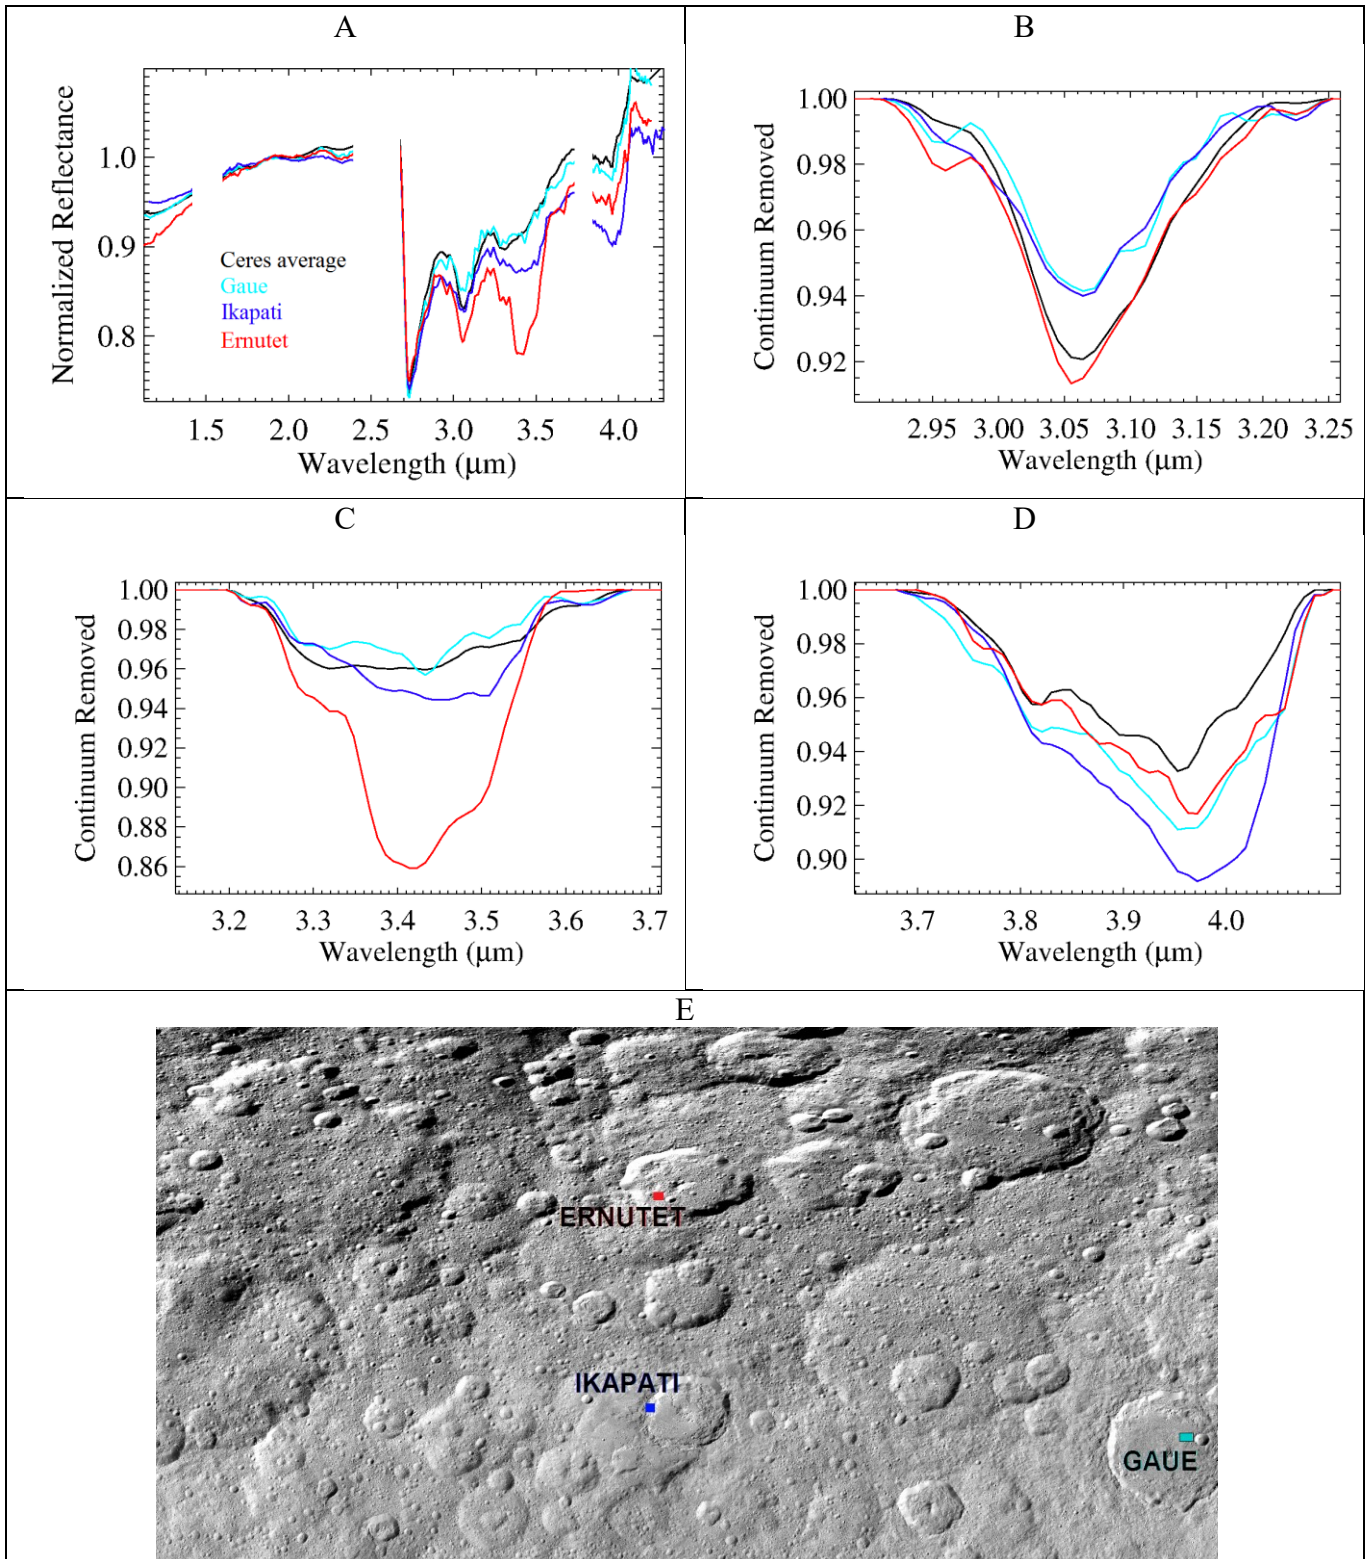 A
Normalized Reflectance
1.0
0.9
0.8
Ceres average
Gaue
Ikapati
Ernutet
1.5 2.0 2.5 3.0 3.5 4.0
Wavelength (μm)
B
Continuum Removed
1.00
0.98
0.96
0.94
0.92
2.95 3.00 3.05 3.10 3.15 3.20 3.25
Wavelength (μm)
C
Continuum Removed
1.00
0.98
0.96
0.94
0.92
0.90
0.88
0.86
3.2 3.3 3.4 3.5 3.6 3.7
Wavelength (μm)
D
Continuum Removed
1.00
0.98
0.96
0.94
0.92
0.90
3.7 3.8 3.9 4.0
Wavelength (μm)
E
ERNUTET
IKAPATI
GAUE